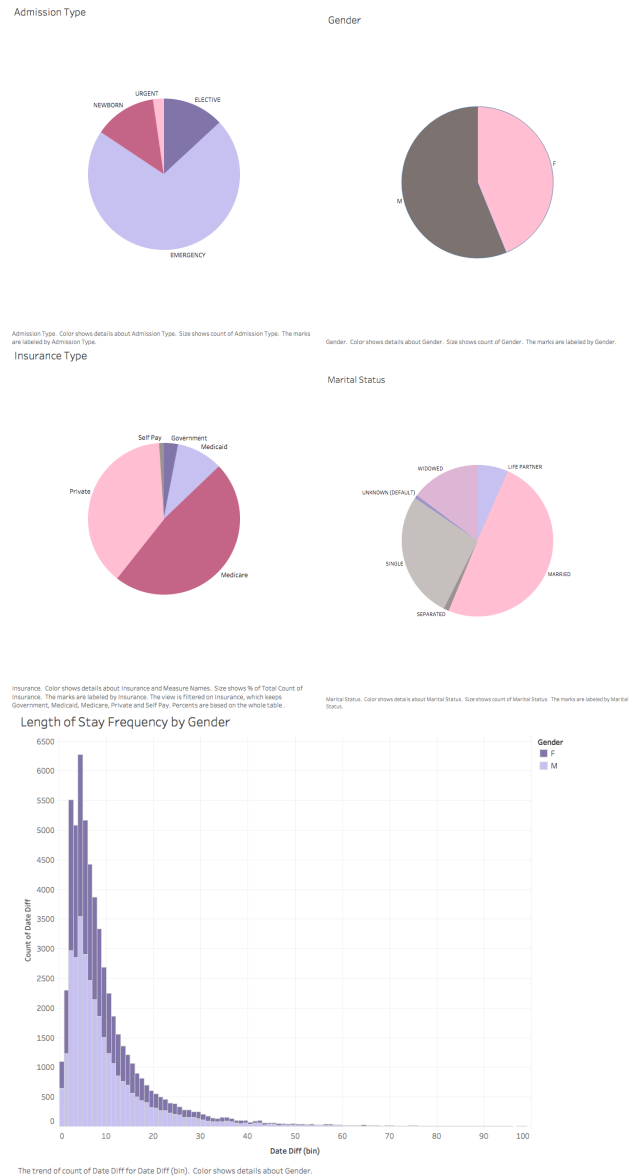 Admission Type
Gender
URGENT
ELECTIVE
NEWBORN
EMERGENCY
F
M
Admission Type. Color shows details about Admission Type. Size shows count of Admission Type. The marks
are labeled by Admission Type.
Gender. Color shows details about Gender. Size shows count of Gender. The marks are labeled by Gender.
Insurance Type
Marital Status
Self Pay
Government
Medicaid
Private
Medicare
WIDOWED
LIFE PARTNER
UNKNOWN (DEFAULT)
SINGLE
MARRIED
SEPARATED
Insurance. Color shows details about Insurance and Measure Names. Size shows % of Total Count of
Insurance. The marks are labeled by Insurance. The view is filtered on Insurance, which keeps
Government, Medicaid, Medicare, Private and Self Pay. Percents are based on the whole table.
Marital Status. Color shows details about Marital Status. Size shows count of Marital Status. The marks are labeled by Marital
Status.
Length of Stay Frequency by Gender
6500
6000
5500
5000
4500
4000
3500
3000
2500
2000
1500
1000
500
0
Count of Date Diff
0 10 20 30 40 50 60 70 80 90 100
Date Diff (bin)
Gender
F
M
The trend of count of Date Diff for Date Diff (bin). Color shows details about Gender.